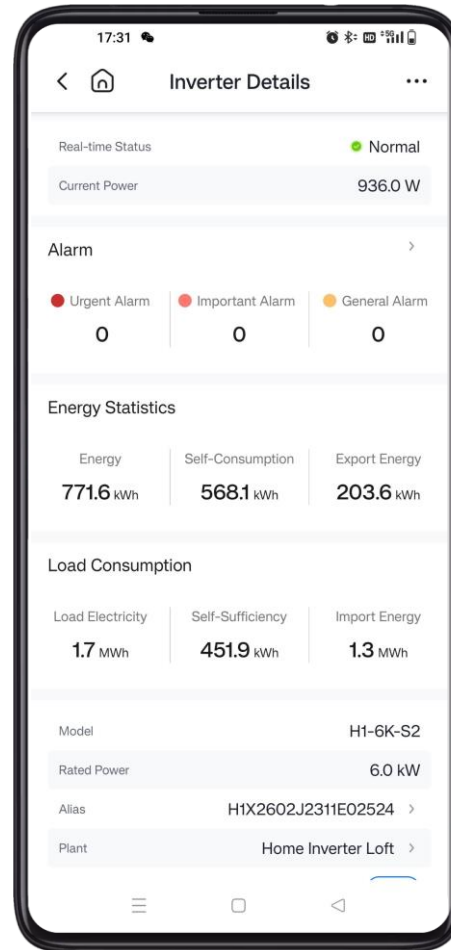 17:31
HD 5G
Inverter Details
Real-time Status Normal
Current Power 936.0 W
Alarm
Urgent Alarm Important Alarm General Alarm
0 0 0
Energy Statistics
Energy Self-Consumption Export Energy
771.6 kWh 568.1 kWh 203.6 kWh
Load Consumption
Load Electricity Self-Sufficiency Import Energy
1.7 MWh 451.9 kWh 1.3 MWh
Model H1-6K-S2
Rated Power 6.0 kW
Alias H1X2602J2311E02524
Plant Home Inverter Loft